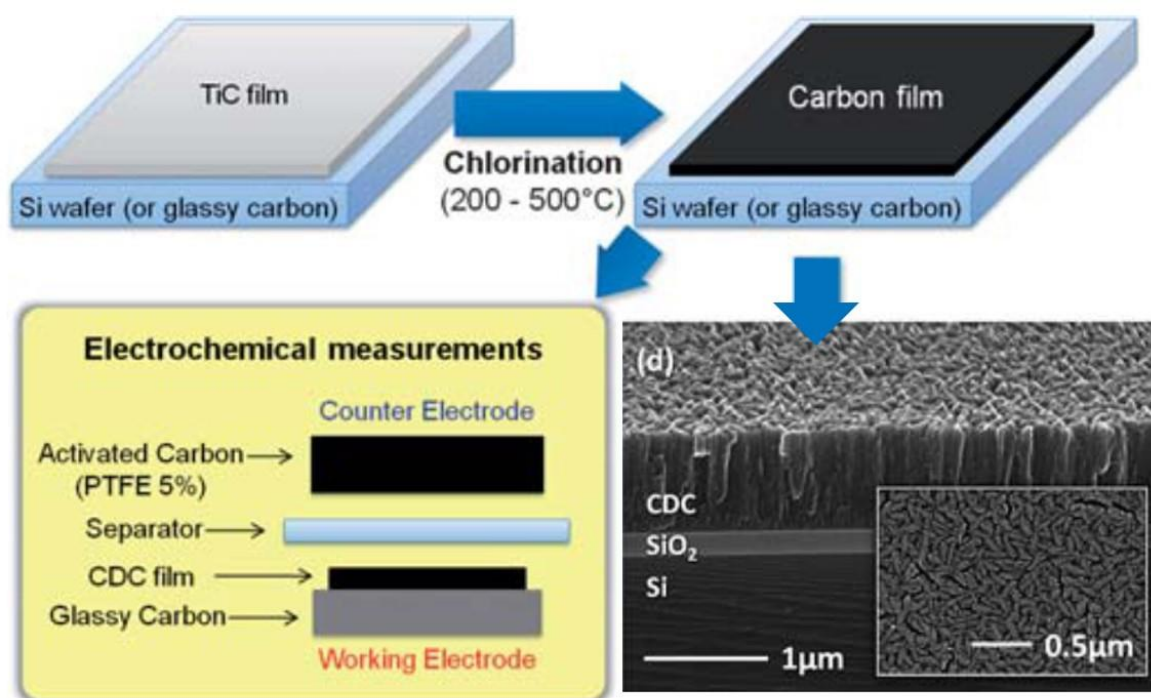 TiC film
Si wafer (or glassy carbon)
Chlorination
(200 - 500°C)
Carbon film
Si wafer (or glassy carbon)
Electrochemical measurements
Counter Electrode
Activated Carbon
(PTFE 5%)
Separator
CDC film
Glassy Carbon
Working Electrode
(d)
CDC
SiO₂
Si
1μm
0.5μm